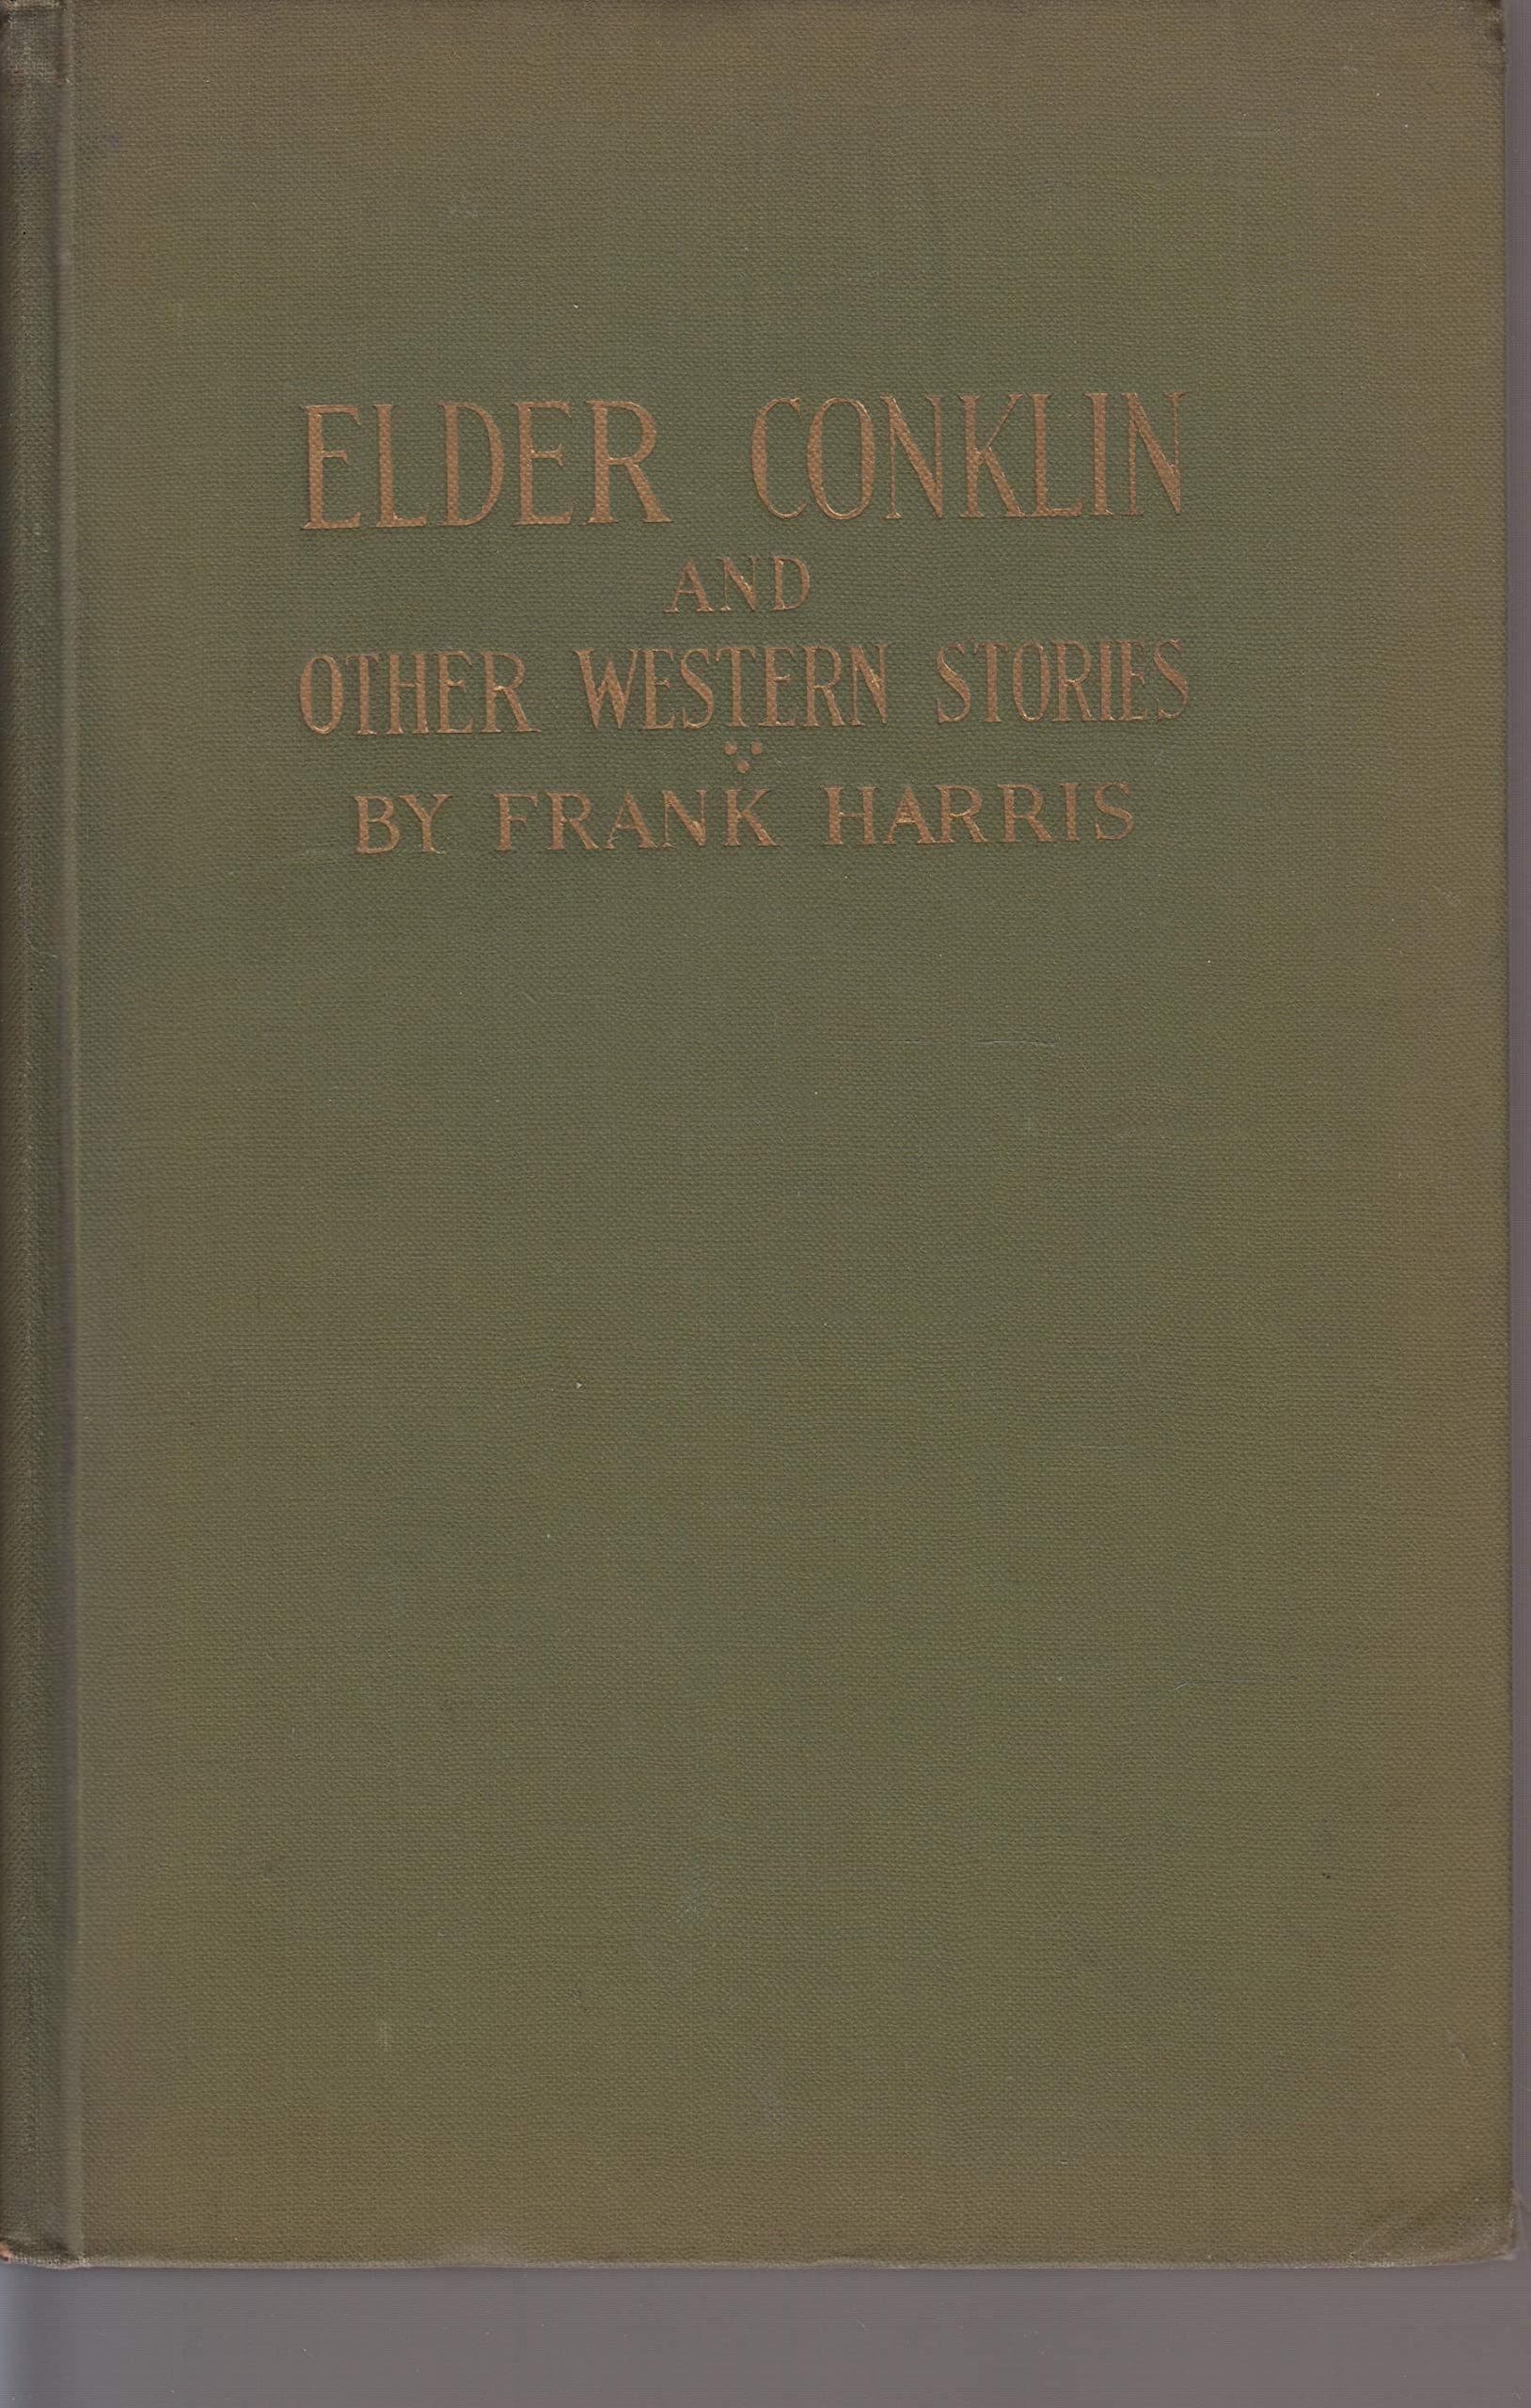 ELDER CONKLIN
AND
OTHER WESTERN STORIES
BY FRANK HARRIS